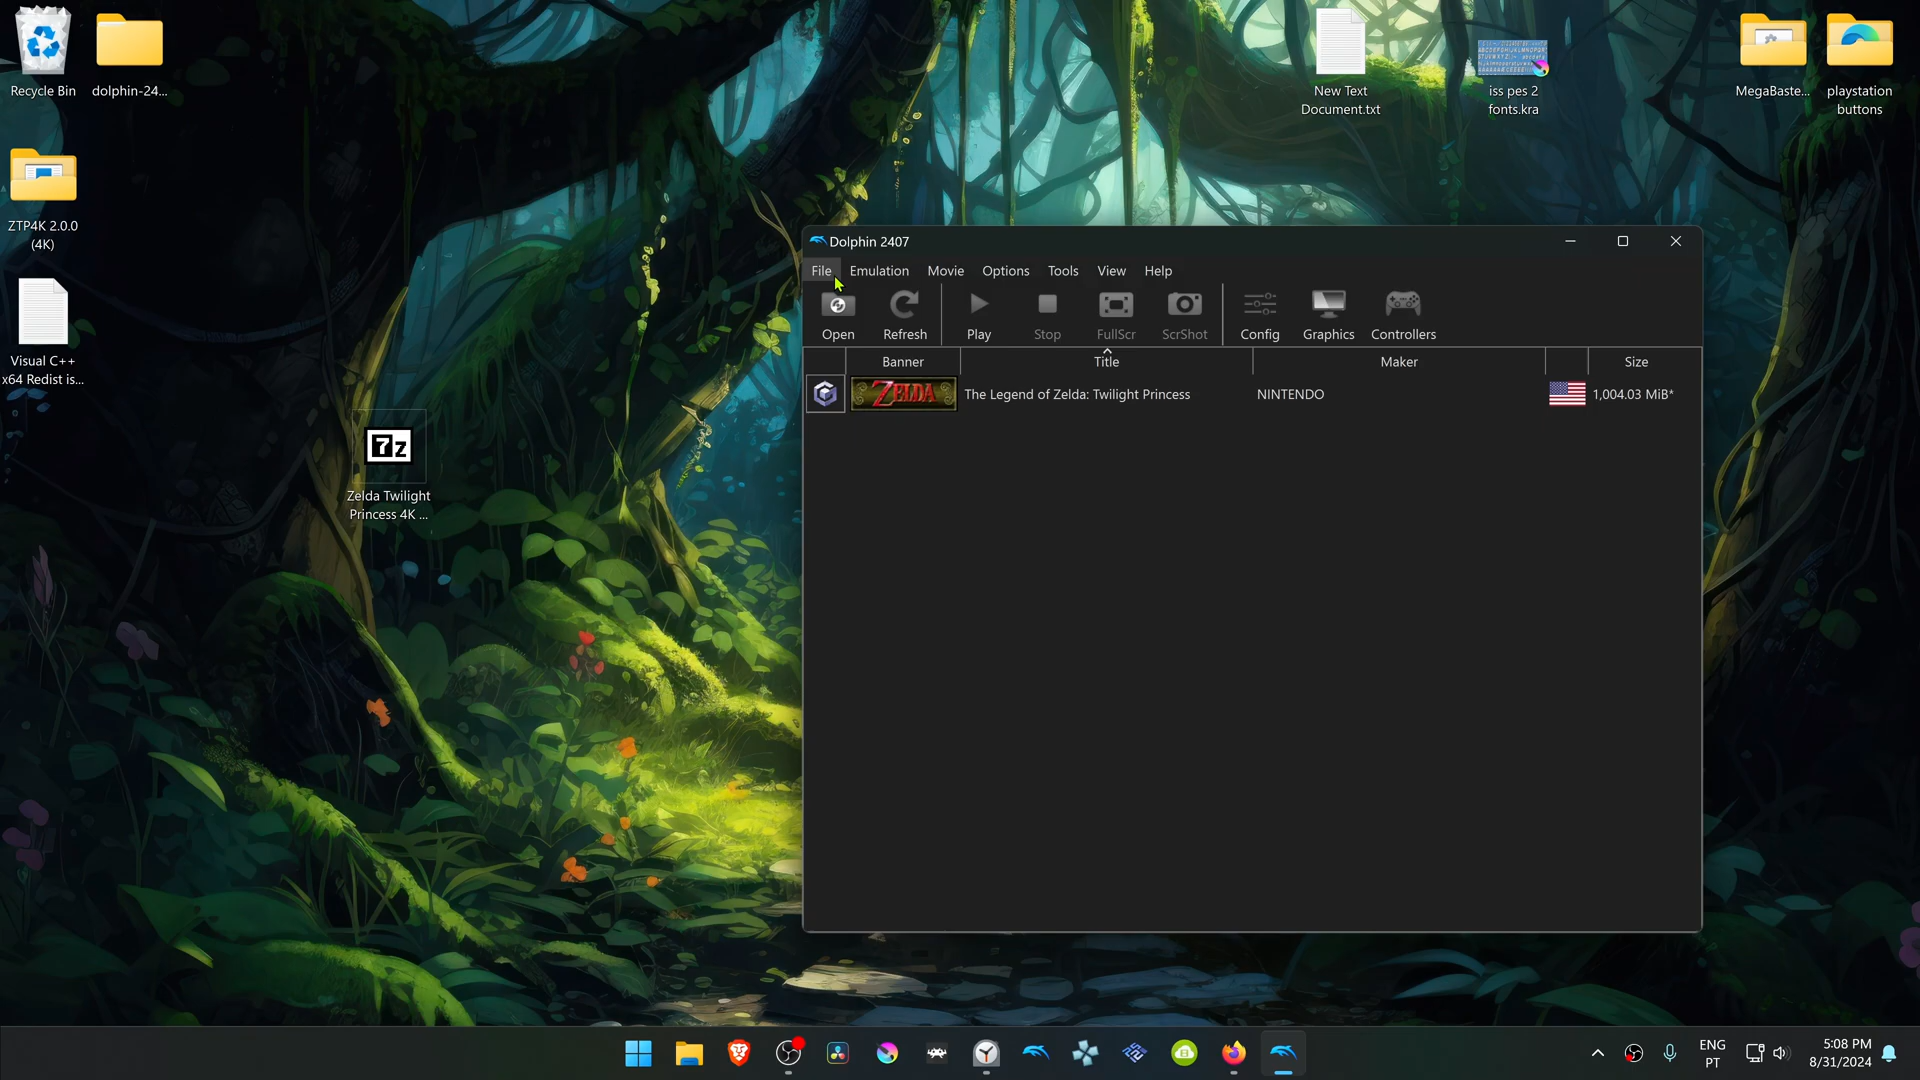 Recycle Bin
dolphin-24...
New Text
Document.txt
iss pes 2
fonts.kra
MegaBaste...
playstation
buttons
ZTP4K 2.0.0
(4K)
Visual C++
x64 Redist is...
7z
Zelda Twilight
Princess 4K ...
Dolphin 2407
File Emulation Movie Options Tools View Help
Open Refresh Play Stop FullScr ScrShot Config Graphics Controllers
Banner Title Maker Size
ZELDA The Legend of Zelda: Twilight Princess NINTENDO 1,004.03 MiB*
ENG
PT
5:08 PM
8/31/2024